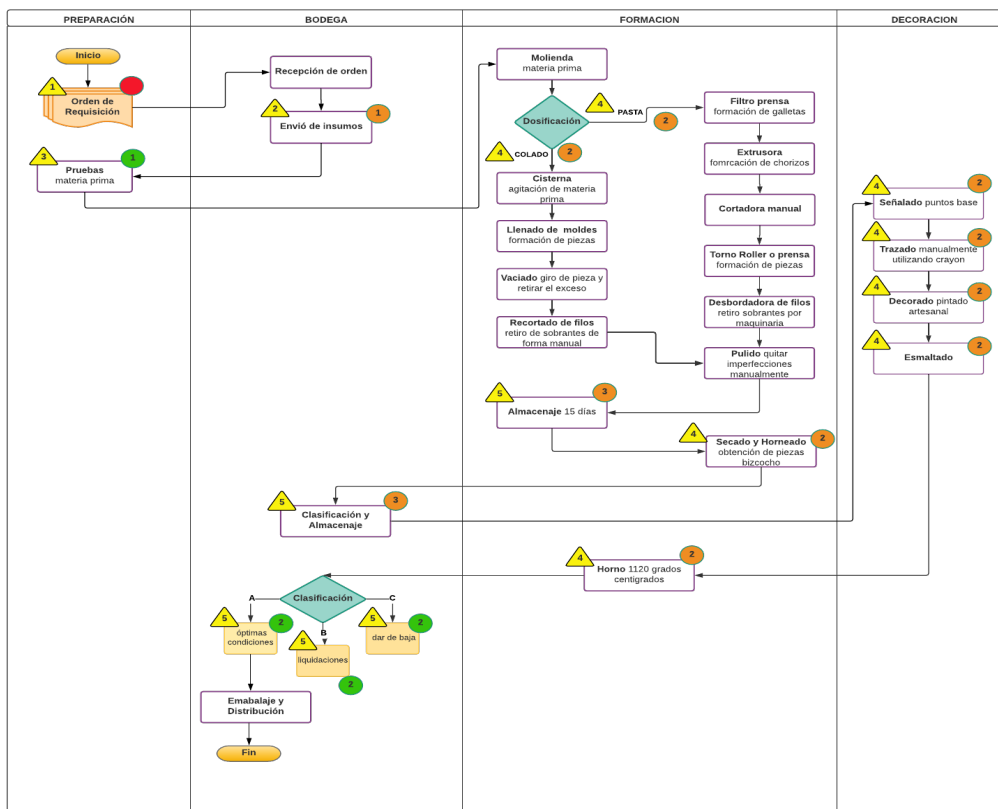 PREPARACIÓN
BODEGA
FORMACION
DECORACION
Inicio
1
Orden de
Requisición
Recepción de orden
2
1
Envió de insumos
3
1
Pruebas
materia prima
Molienda
materia prima
Dosificación
4
PASTA
2
4
COLADO
2
Cisterna
agitación de materia
prima
Llenado de moldes
formación de piezas
Vaciado giro de pieza y
retirar el exceso
Recortado de filos
retiro de sobrantes de
forma manual
Filtro prensa
formación de galletas
Extrusora
fomrcación de chorizos
Cortadora manual
Torno Roller o prensa
formación de piezas
Desbordadora de filos
retiro sobrantes por
maquinaria
Pulido quitar
imperfecciones
manualmente
5
3
Almacenaje 15 días
4
2
Secado y Horneado
obtención de piezas
bizcocho
5
3
Clasificación y
Almacenaje
4
2
Señalado puntos base
4
2
Trazado manualmente
utilizando crayon
4
2
Decorado pintado
artesanal
4
2
Esmaltado
4
2
Horno 1120 grados
centigrados
Clasificación
A
B
C
5
2
óptimas
condiciones
5
liquidaciones
2
5
2
dar de baja
Emabalaje y
Distribución
Fin